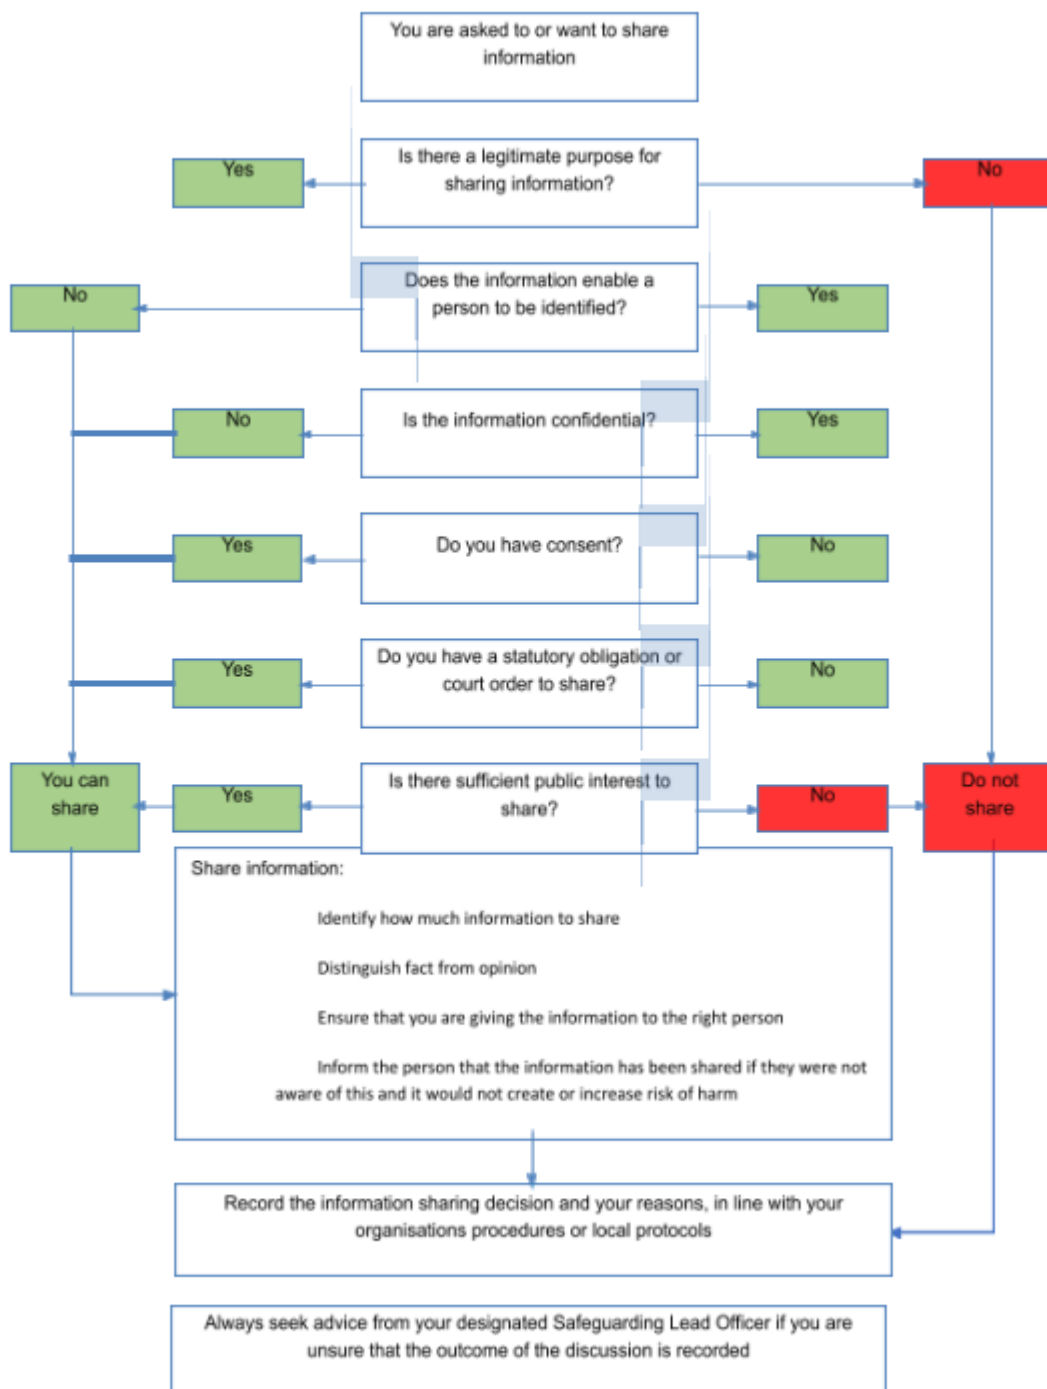 You are asked to or want to share
information
Is there a legitimate purpose for
sharing information?
Yes
No
Does the information enable a
person to be identified?
No
Yes
Is the information confidential?
No
Yes
Do you have consent?
Yes
No
Do you have a statutory obligation or
court order to share?
Yes
No
Is there sufficient public interest to
share?
You can
share
Yes
No
Do not
share
Share information:
Identify how much information to share
Distinguish fact from opinion
Ensure that you are giving the information to the right person
Inform the person that the information has been shared if they were not
aware of this and it would not create or increase risk of harm
Record the information sharing decision and your reasons, in line with your
organisations procedures or local protocols
Always seek advice from your designated Safeguarding Lead Officer if you are
unsure that the outcome of the discussion is recorded